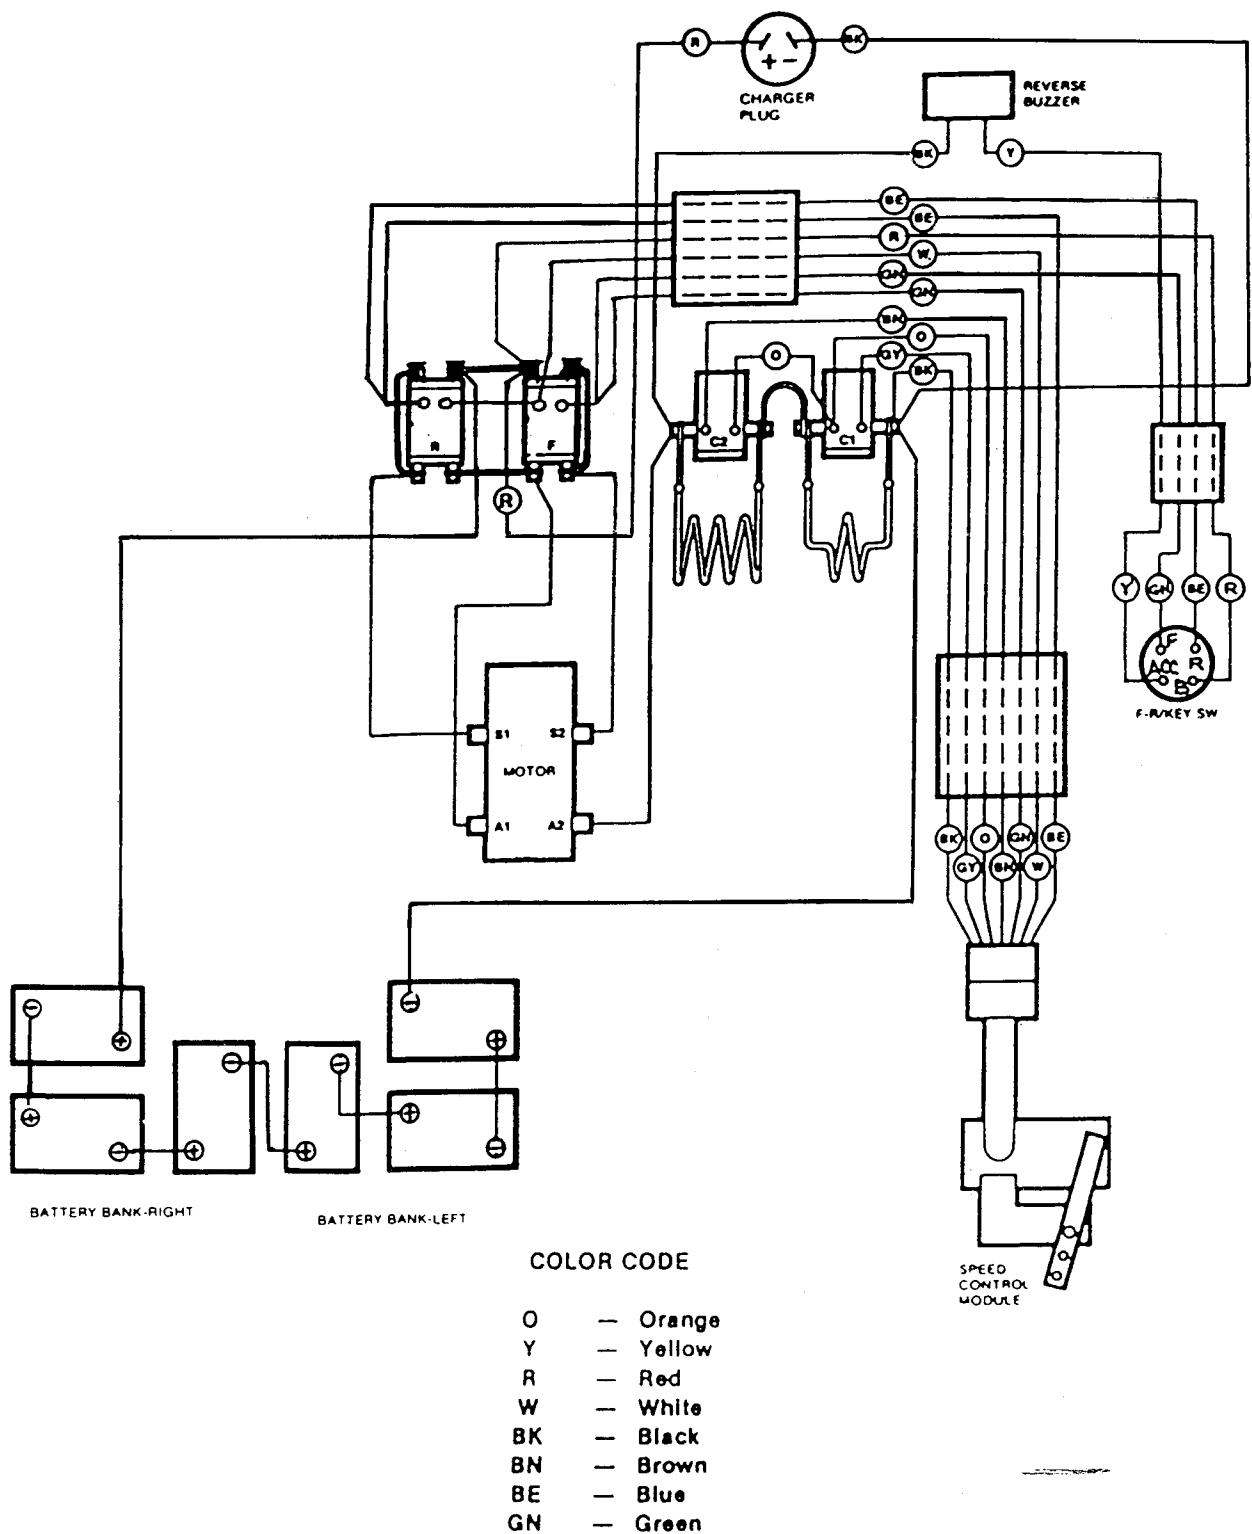 R
BK
+ -
CHARGER
PLUG
REVERSE
BUZZER
BK
Y
BE
BE
R
W
GN
GN
BN
O
O
GY
BK
R
F
C2
C1
R
Y
GN
BE
R
F
ACC
R
B
F-R/KEY SW
S1
S2
MOTOR
A1
A2
BK
O
GN
BE
GY
BN
W
-
-
+
-
-
+
+
+
-
-
+
+
BATTERY BANK-RIGHT
BATTERY BANK-LEFT
SPEED
CONTROL
MODULE
COLOR CODE
O — Orange
Y — Yellow
R — Red
W — White
BK — Black
BN — Brown
BE — Blue
GN — Green